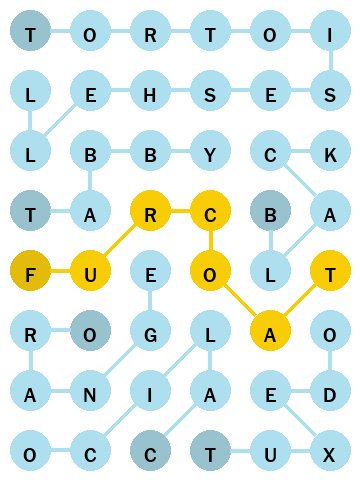 T O R T O I
L E H S E S
L B B Y C K
T A R C B A
F U E O L T
R O G L A O
A N I A E D
O C C T U X